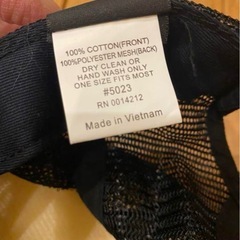 100% COTTON(FRONT)
100%POLYESTER MESH(BACK)
DRY CLEAN OR
HAND WASH ONLY
ONE SIZE FITS MOST
#5023
RN 0014212
Made in Vietnam